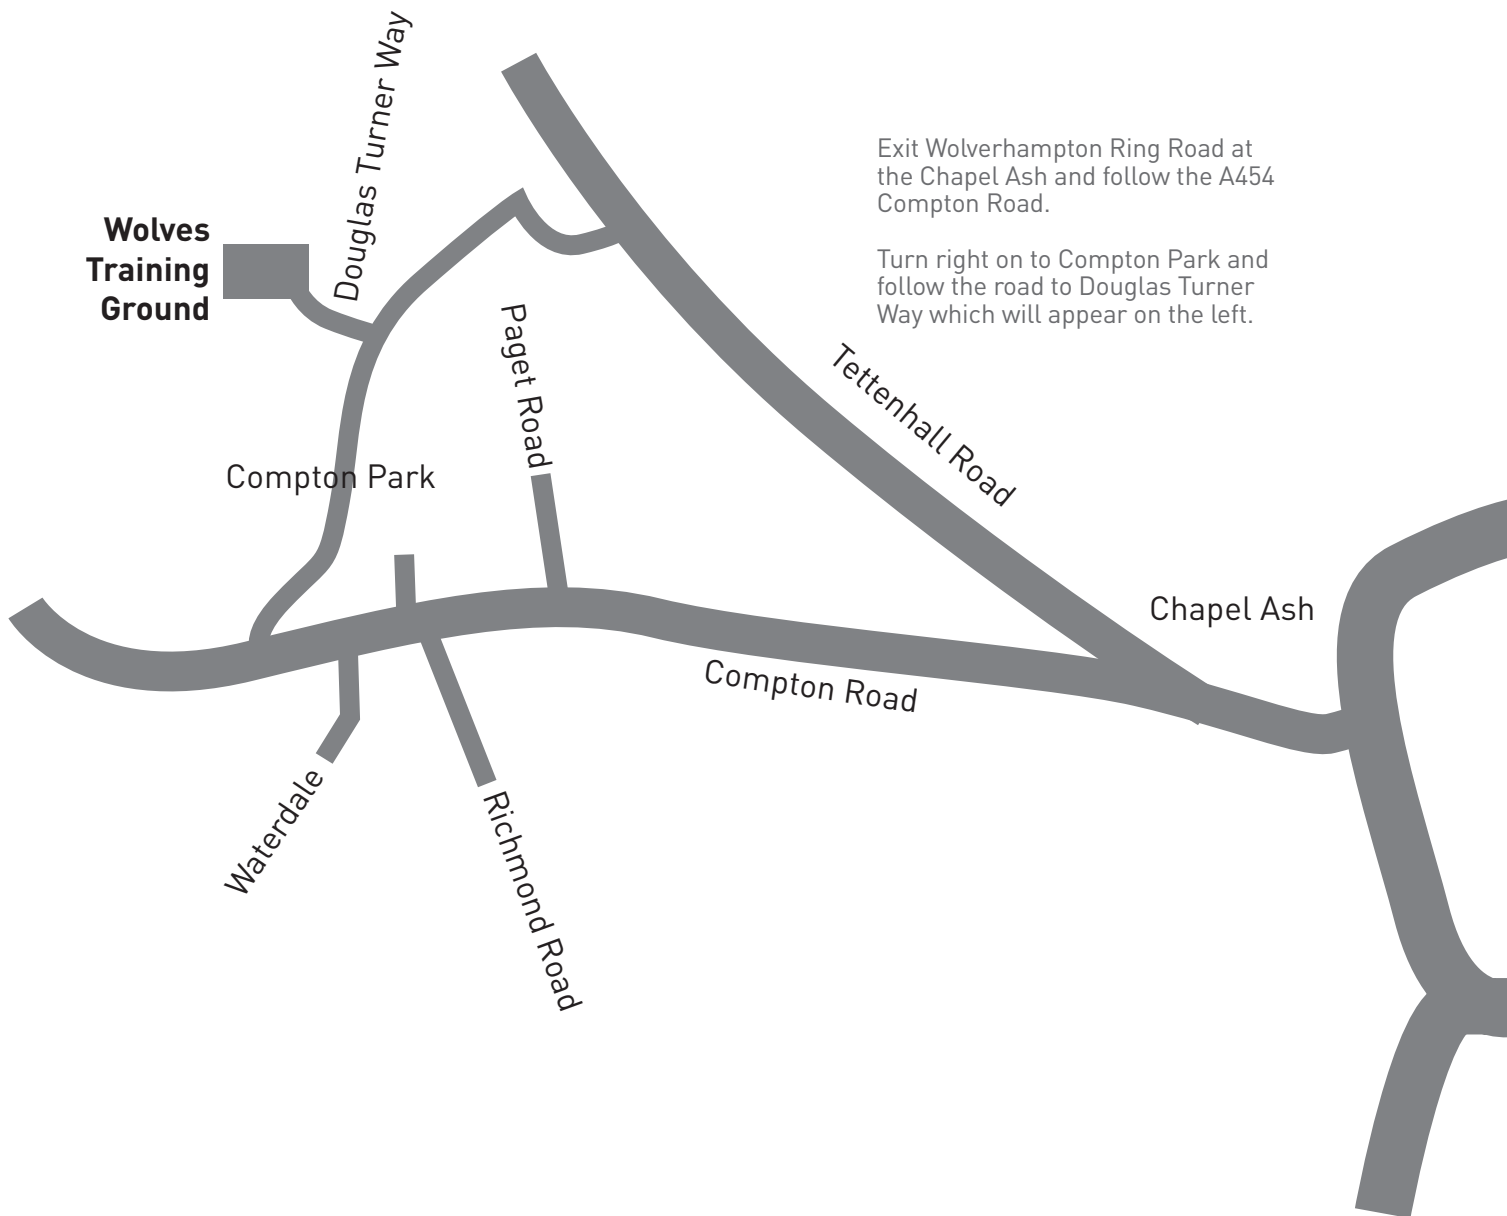 Douglas Turner Way
Exit Wolverhampton Ring Road at
the Chapel Ash and follow the A454
Compton Road.
Turn right on to Compton Park and
follow the road to Douglas Turner
Way which will appear on the left.
Wolves
Training
Ground
Paget Road
Tettenhall Road
Compton Park
Chapel Ash
Compton Road
Waterdale
Richmond Road